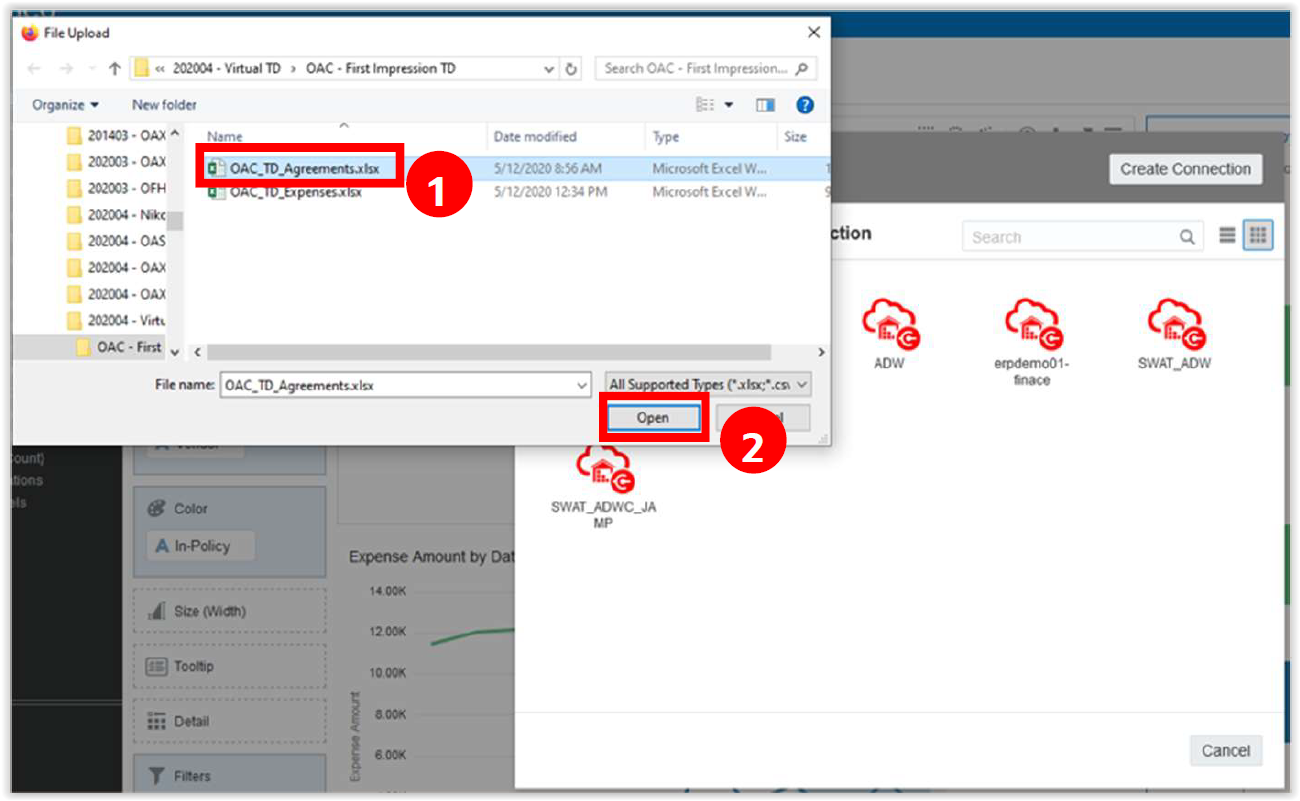 File Upload
« 202004 - Virtual TD › OAC - First Impression TD
Search OAC - First Impression...
Organize
New folder
Name
Date modified
Type
Size
201403 - OAX
202003 - OAX
202003 - OFH
202004 - Niko
202004 - OAS
202004 - OAX
202004 - OAX
202004 - Virtu
OAC - First
OAC_TD_Agreements.xlsx
5/12/2020 8:56 AM
Microsoft Excel W...
1
OAC_TD_Expenses.xlsx
5/12/2020 12:34 PM
Microsoft Excel W...
1
File name:
OAC_TD_Agreements.xlsx
All Supported Types (*.xlsx;*.csv
Open
2
Create Connection
ction
Search
ADW
erpdemo01-
finace
SWAT_ADW
SWAT_ADWC_JA
MP
ount)
tions
els
Color
A In-Policy
Size (Width)
Tooltip
Detail
Filters
Expense Amount by Dat
14.00K
12.00K
10.00K
8.00K
6.00K
Expense Amount
Cancel